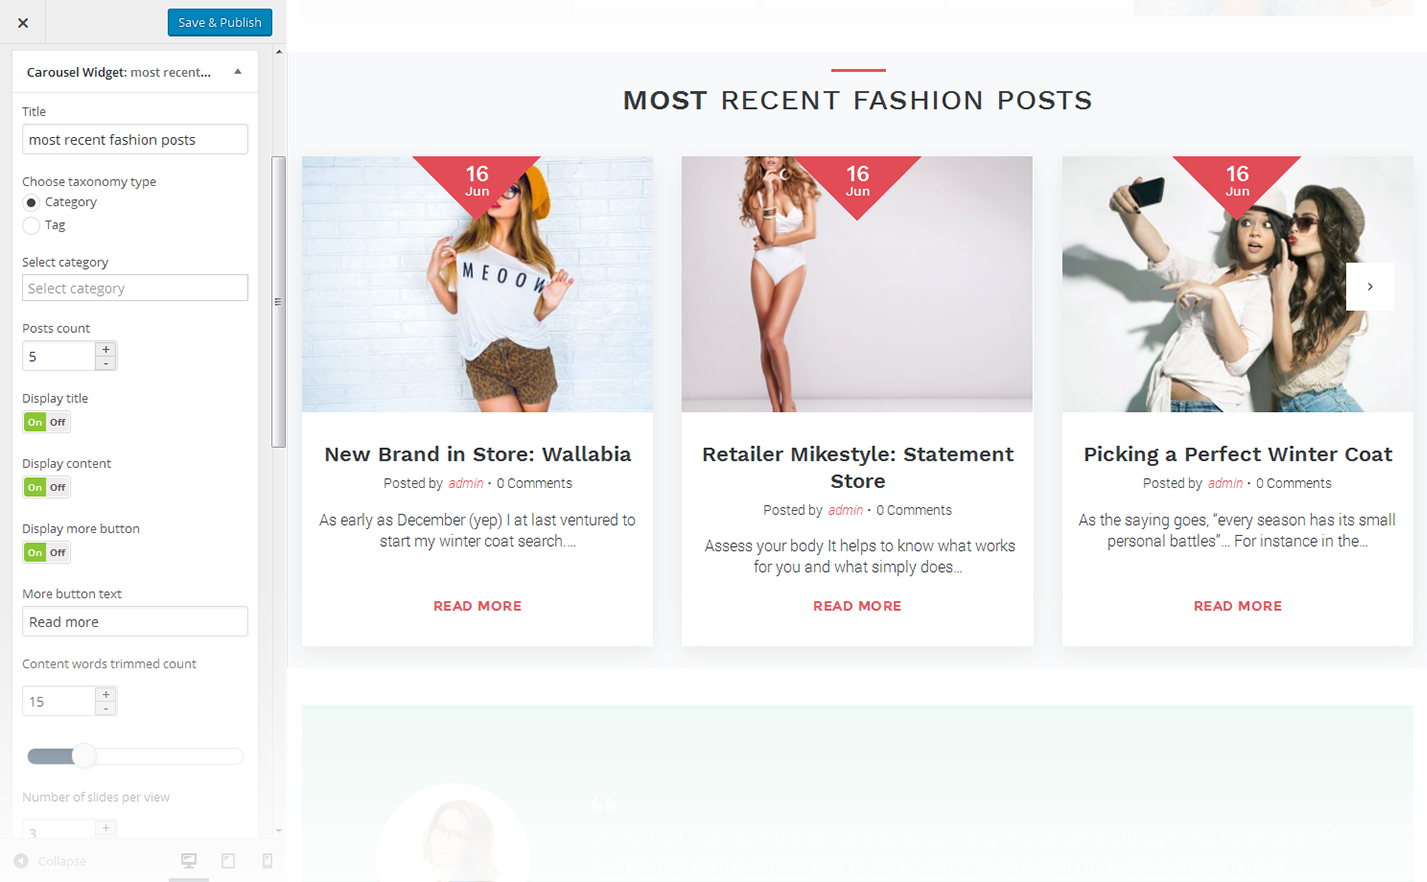 Save & Publish
Carousel Widget: most recent...
Title
most recent fashion posts
Choose taxonomy type
Category
Tag
Select category
Select category
Posts count
5
+
-
Display title
On Off
Display content
On Off
Display more button
On Off
More button text
Read more
Content words trimmed count
15
+
-
Number of slides per view
3
+
Collapse
MOST RECENT FASHION POSTS
16
Jun
MEOOW
New Brand in Store: Wallabia
Posted by admin • 0 Comments
As early as December (yep) I at last ventured to
start my winter coat search....
READ MORE
16
Jun
Retailer Mikestyle: Statement
Store
Posted by admin • 0 Comments
Assess your body It helps to know what works
for you and what simply does...
READ MORE
16
Jun
Picking a Perfect Winter Coat
Posted by admin • 0 Comments
As the saying goes, “every season has its small
personal battles”... For instance in the...
READ MORE